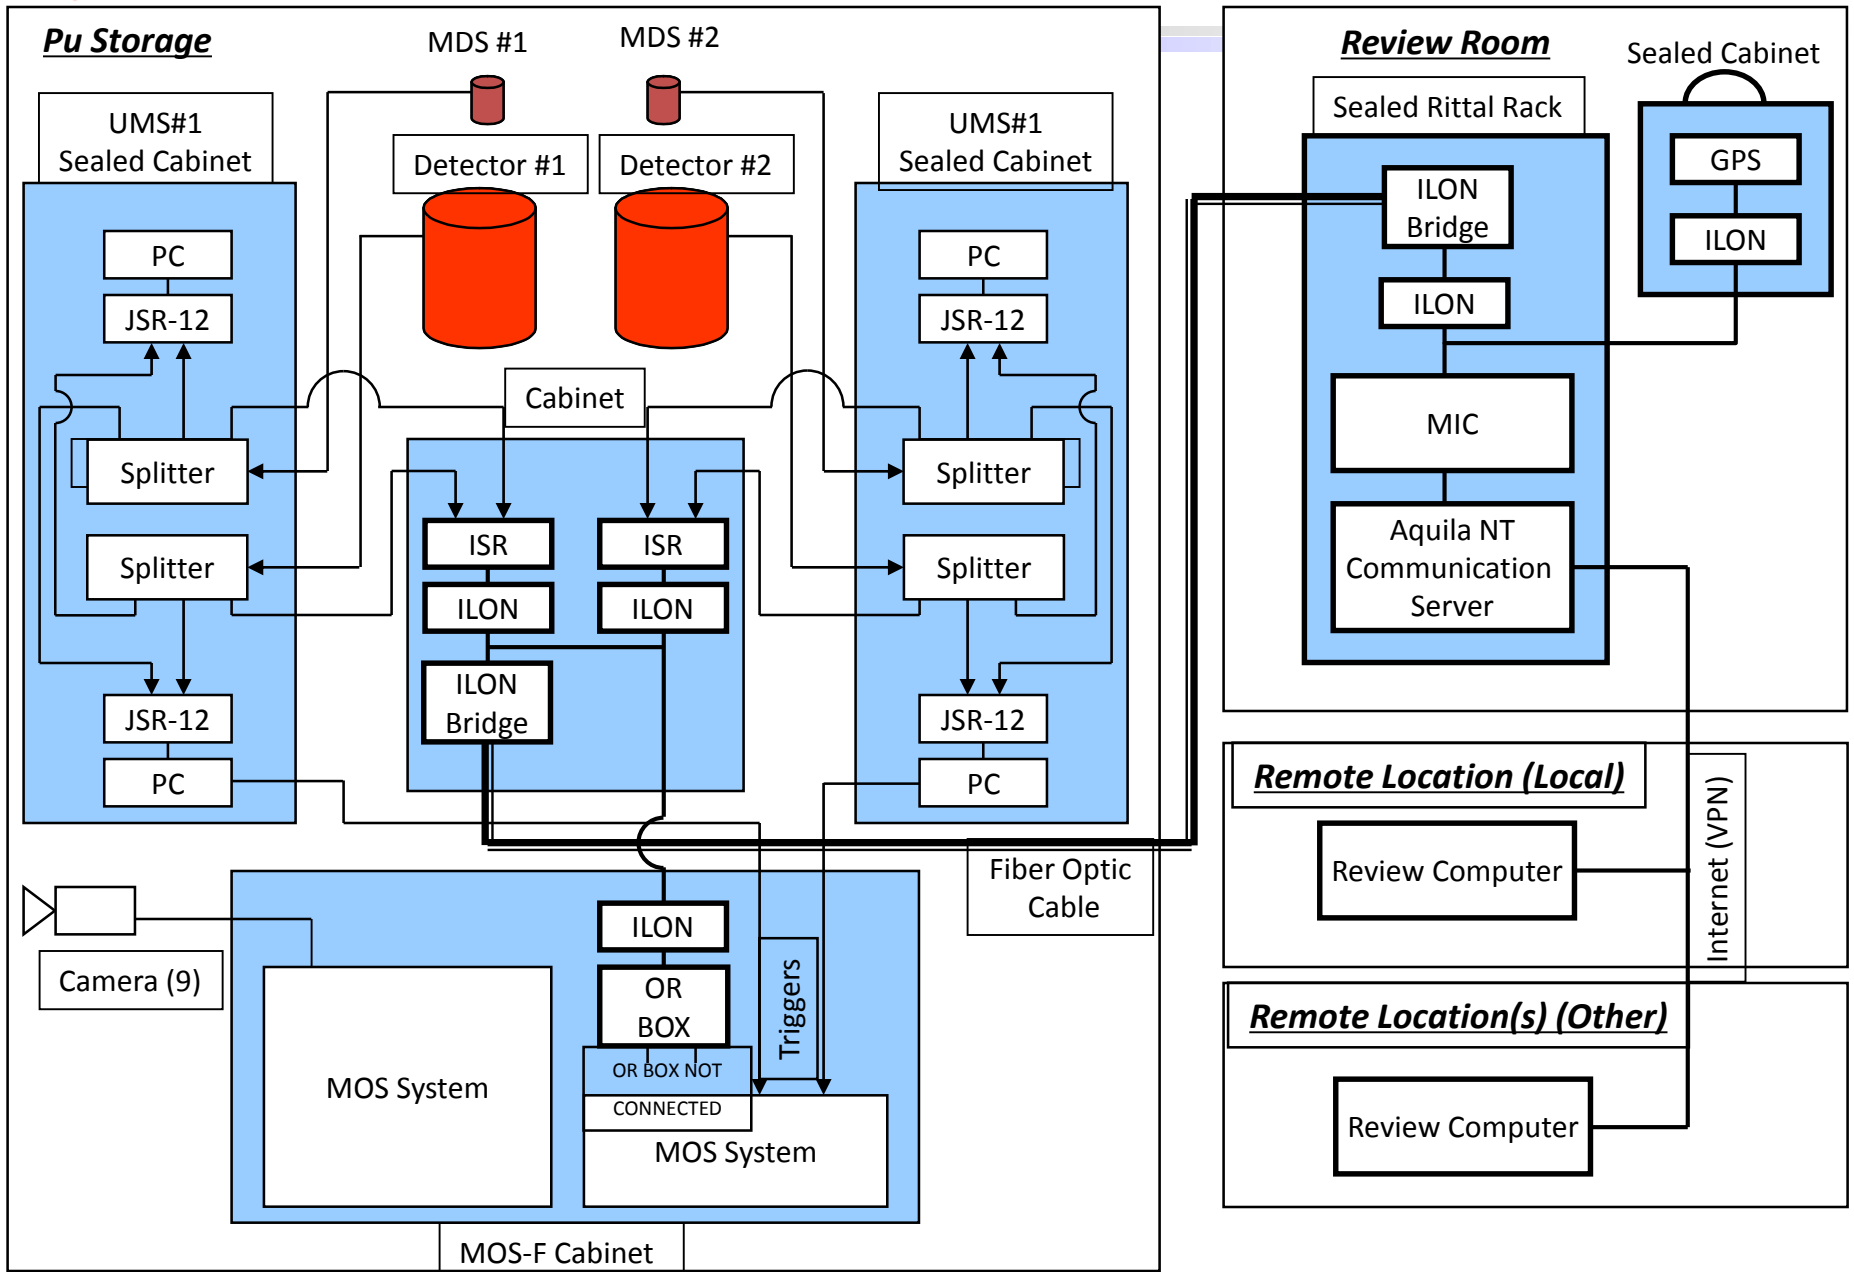 Pu Storage
MDS #1
MDS #2
UMS#1
Sealed Cabinet
Detector #1
Detector #2
UMS#1
Sealed Cabinet
PC
JSR-12
PC
JSR-12
Cabinet
Splitter
Splitter
Splitter
Splitter
ISR
ISR
ILON
ILON
ILON
Bridge
JSR-12
PC
JSR-12
PC
Fiber Optic
Cable
Camera (9)
ILON
OR
BOX
Triggers
OR BOX NOT
CONNECTED
MOS System
MOS System
MOS-F Cabinet
Review Room
Sealed Cabinet
Sealed Rittal Rack
GPS
ILON
ILON
Bridge
ILON
MIC
Aquila NT
Communication
Server
Remote Location (Local)
Review Computer
Internet (VPN)
Remote Location(s) (Other)
Review Computer